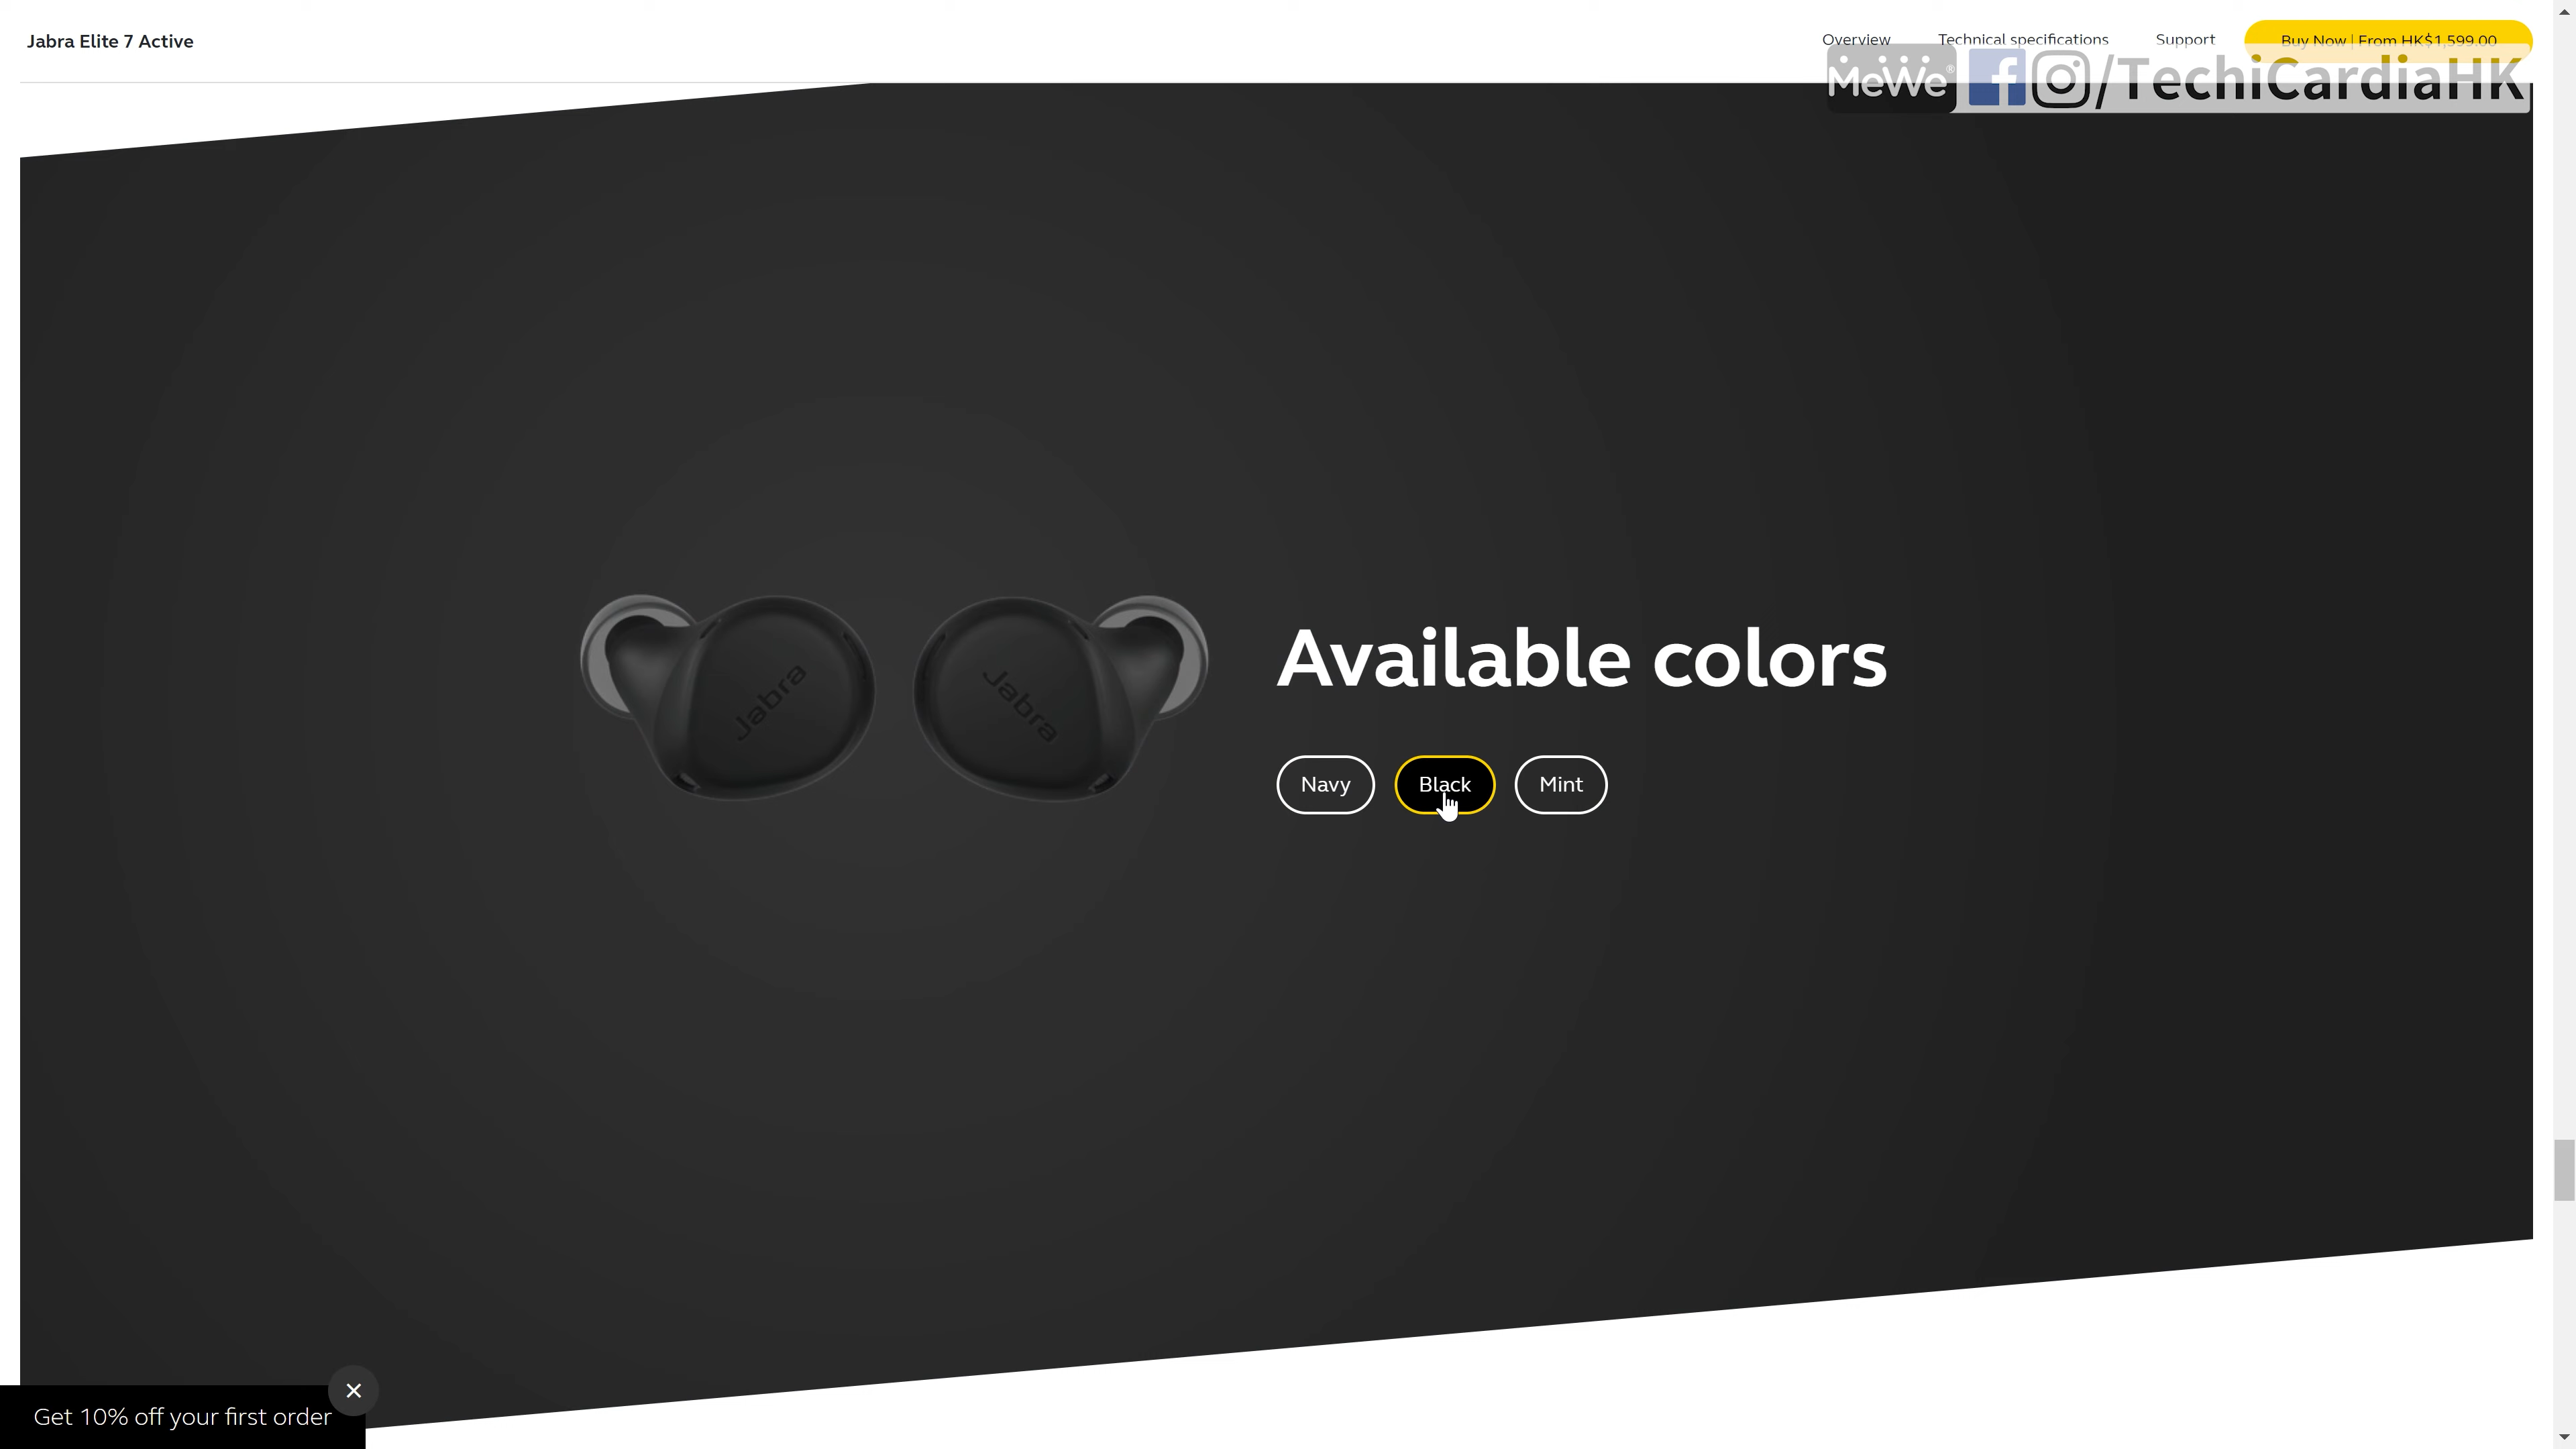 Jabra Elite 7 Active
Overview
Technical specifications
Support
Buy Now | From HK$1,599.00
MeWe®
/TechiCardiaHK
Jabra
Jabra
Available colors
Navy
Black
Mint
Get 10% off your first order